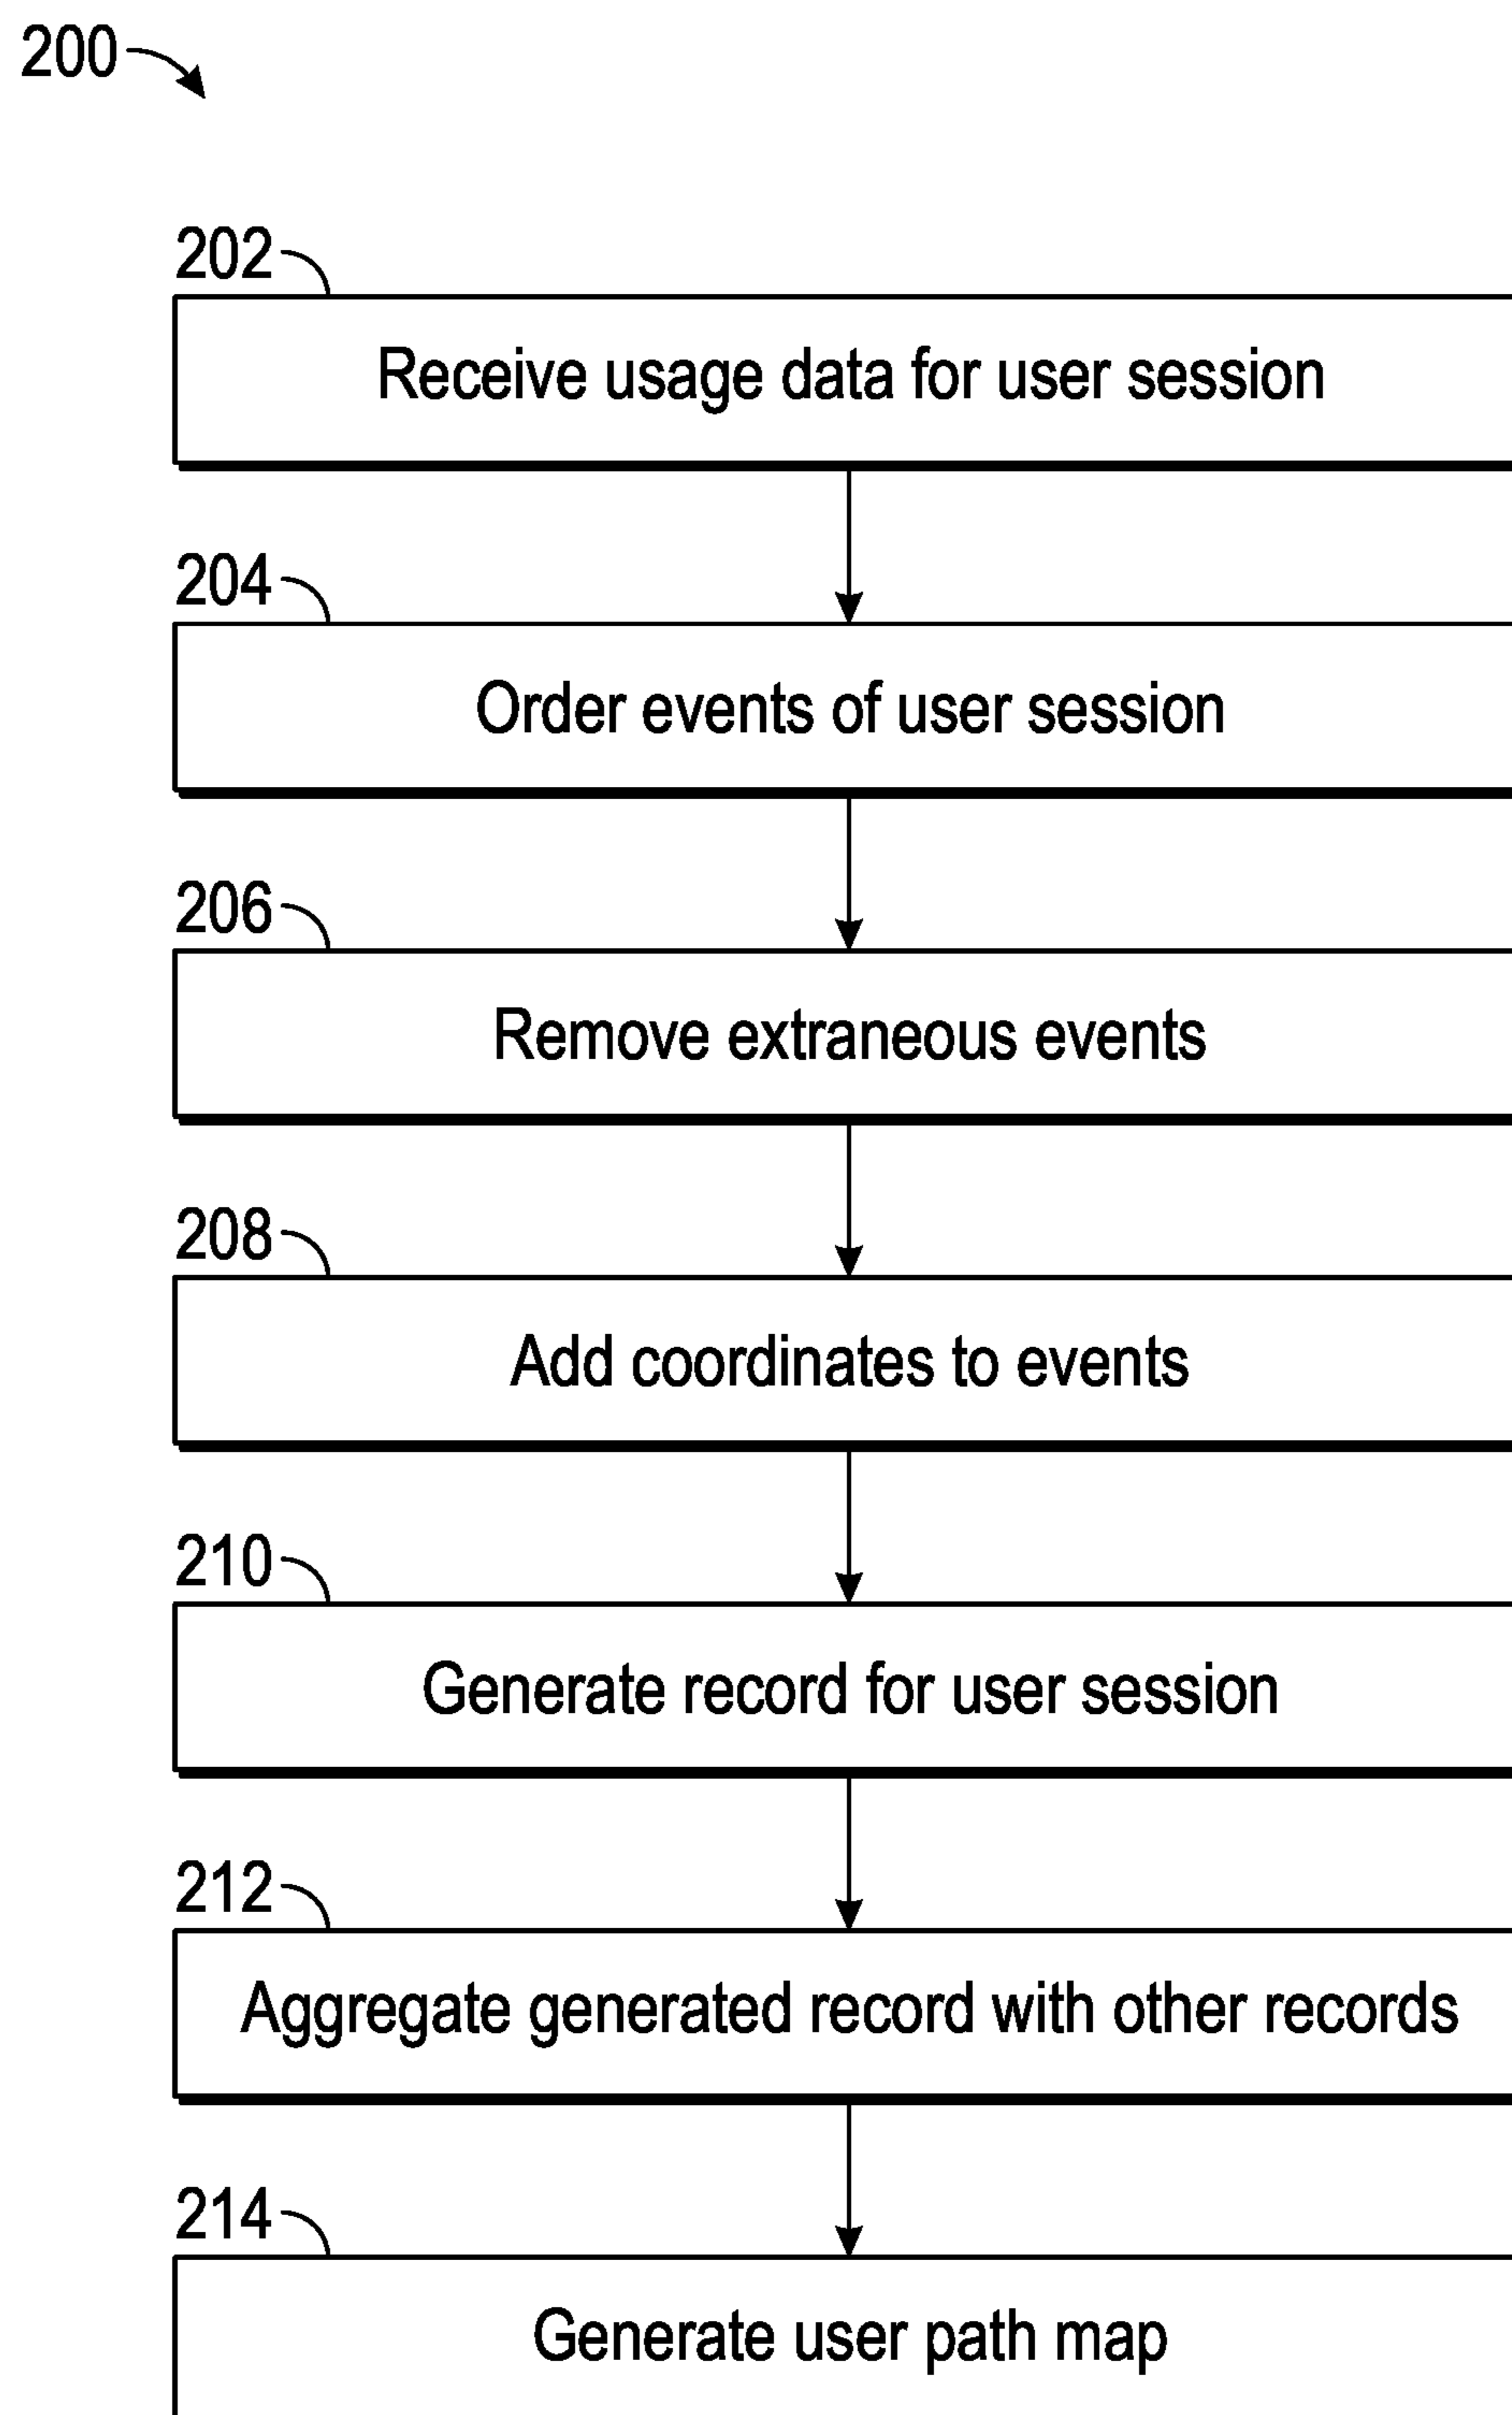 200
202
Receive usage data for user session
204
Order events of user session
206
Remove extraneous events
208
Add coordinates to events
210
Generate record for user session
212
Aggregate generated record with other records
214
Generate user path map